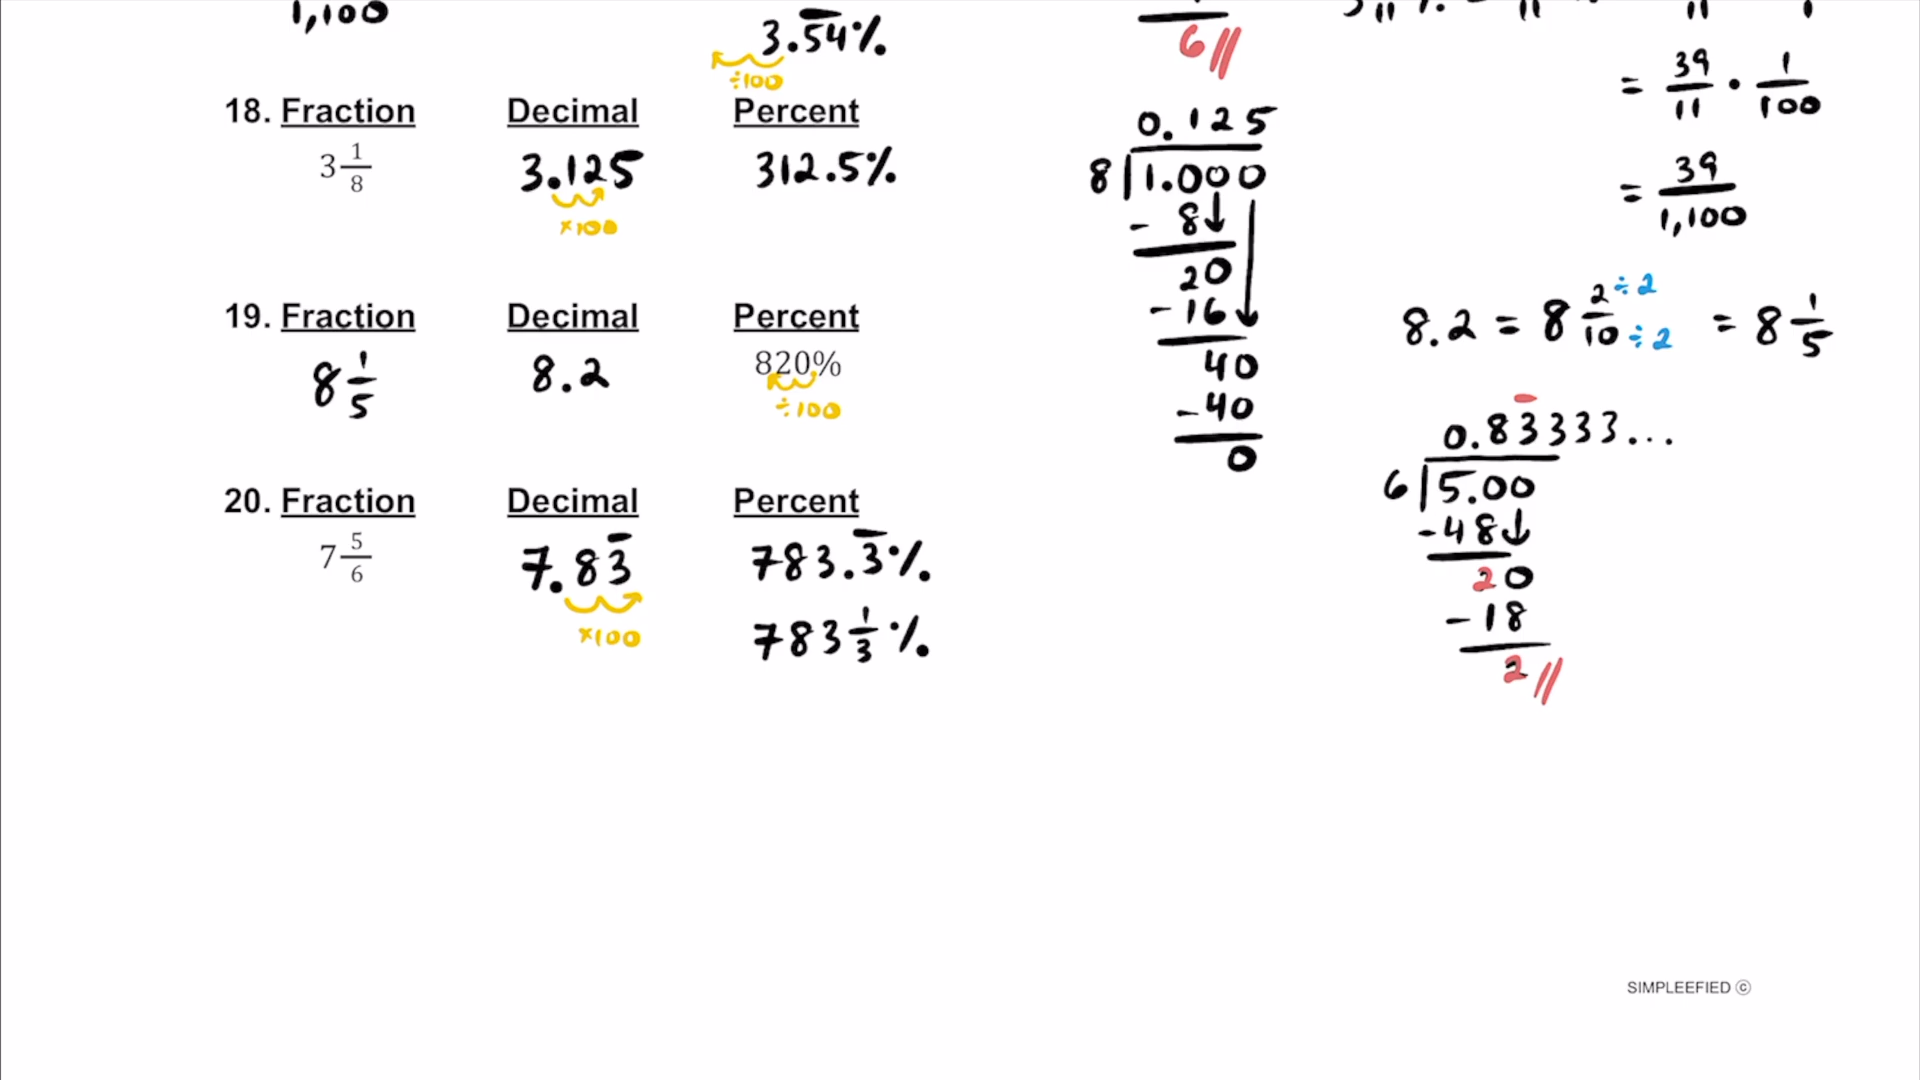 1,100
3.54%
÷100
18. Fraction Decimal Percent
3 1/8 3.125 312.5%
×100
19. Fraction Decimal Percent
8 1/5 8.2 820%
÷100
20. Fraction Decimal Percent
7 5/6 7.83̅ 783.3̅%
×100
783 1/3 %
6
0.125
8 1.000
- 8
20
-16
40
-40
0
= 39/11 · 1/100
= 39/1,100
8.2 = 8 2/10 ÷2 ÷2 = 8 1/5
0.83̅333...
6 5.00
-48
20
-18
2
SIMPLEEFIED ©